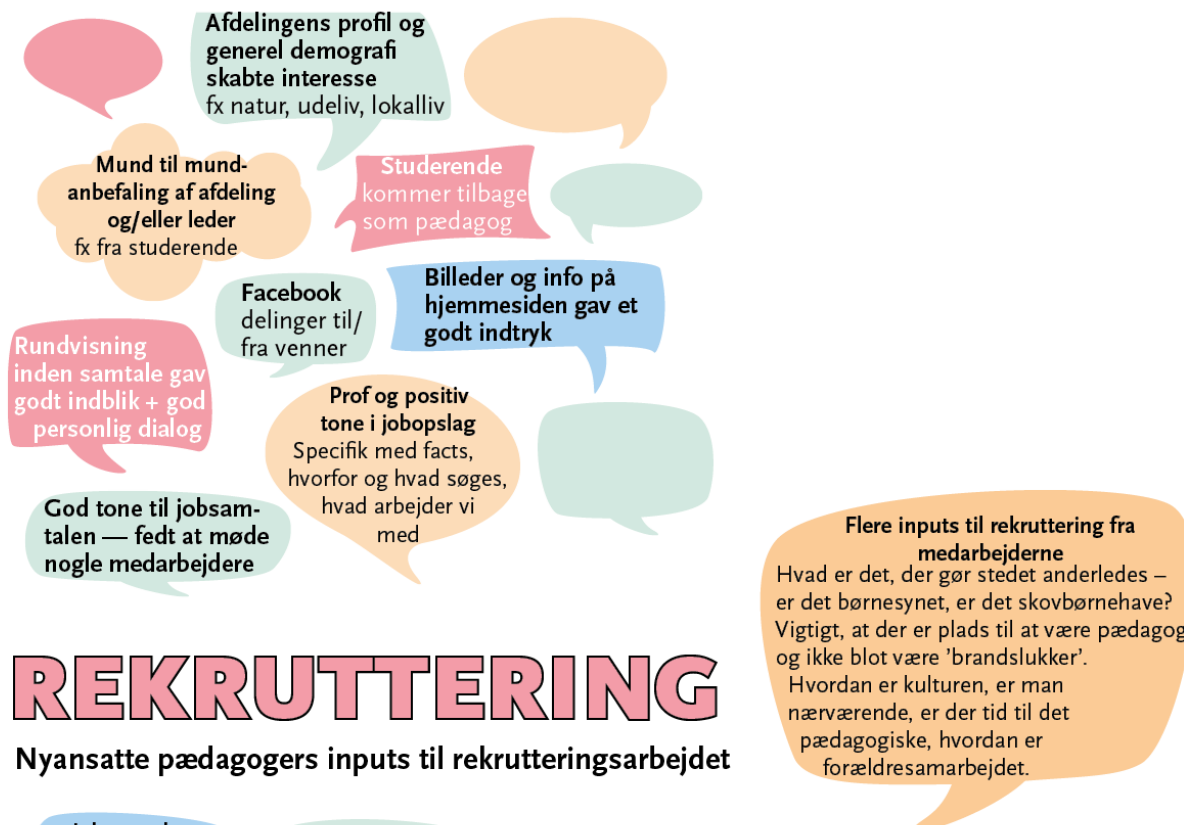 Afdelingens profil og
generel demografi
skabte interesse
fx natur, udeliv, lokalliv
Mund til mund-
anbefaling af afdeling
og/eller leder
fx fra studerende
Studerende
kommer tilbage
som pædagog
Facebook
delinger til/
fra venner
Billeder og info på
hjemmesiden gav et
godt indtryk
Rundvisning
inden samtale gav
godt indblik + god
personlig dialog
Prof og positiv
tone i jobopslag
Specifik med facts,
hvorfor og hvad søges,
hvad arbejder vi
med
God tone til jobsam-
talen — fedt at møde
nogle medarbejdere
Flere inputs til rekruttering fra
medarbejderne
Hvad er det, der gør stedet anderledes –
er det børnesynet, er det skovbørnehave?
Vigtigt, at der er plads til at være pædagog
og ikke blot være ’brandslukker’.
Hvordan er kulturen, er man
nærværende, er der tid til det
pædagogiske, hvordan er
forældresamarbejdet.
REKRUTTERING
Nyansatte pædagogers inputs til rekrutteringsarbejdet